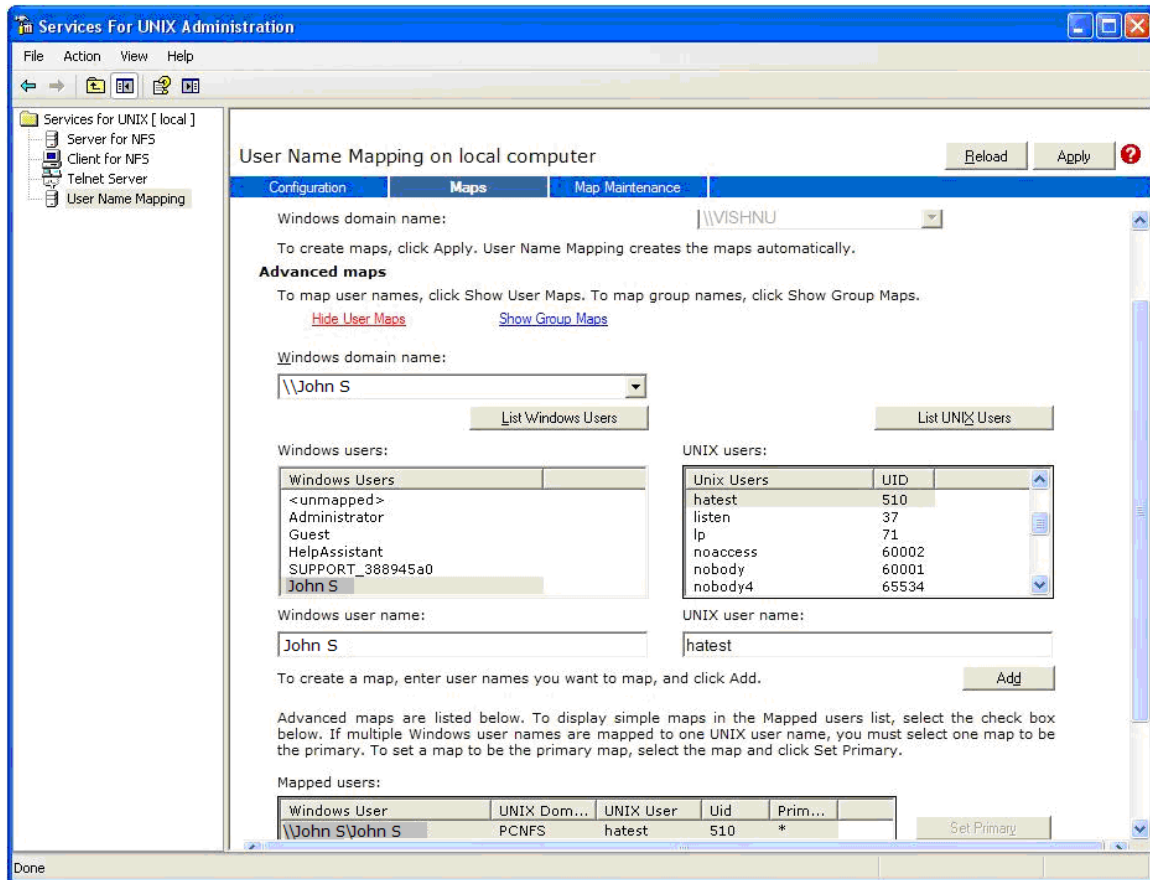 Services For UNIX Administration
File Action View Help
Services for UNIX [ local ]
Server for NFS
Client for NFS
Telnet Server
User Name Mapping
User Name Mapping on local computer
Reload
Apply
?
Configuration
Maps
Map Maintenance
Windows domain name:
\\VISHNU
To create maps, click Apply. User Name Mapping creates the maps automatically.
Advanced maps
To map user names, click Show User Maps. To map group names, click Show Group Maps.
Hide User Maps
Show Group Maps
Windows domain name:
\\John S
List Windows Users
List UNIX Users
Windows users:
Windows Users
<unmapped>
Administrator
Guest
HelpAssistant
SUPPORT_388945a0
John S
UNIX users:
Unix Users UID
hatest 510
listen 37
lp 71
noaccess 60002
nobody 60001
nobody4 65534
Windows user name:
John S
UNIX user name:
hatest
To create a map, enter user names you want to map, and click Add.
Add
Advanced maps are listed below. To display simple maps in the Mapped users list, select the check box
below. If multiple Windows user names are mapped to one UNIX user name, you must select one map to be
the primary. To set a map to be the primary map, select the map and click Set Primary.
Mapped users:
Windows User UNIX Dom... UNIX User Uid Prim...
\\John S\John S PCNFS hatest 510 *
Set Primary
Done